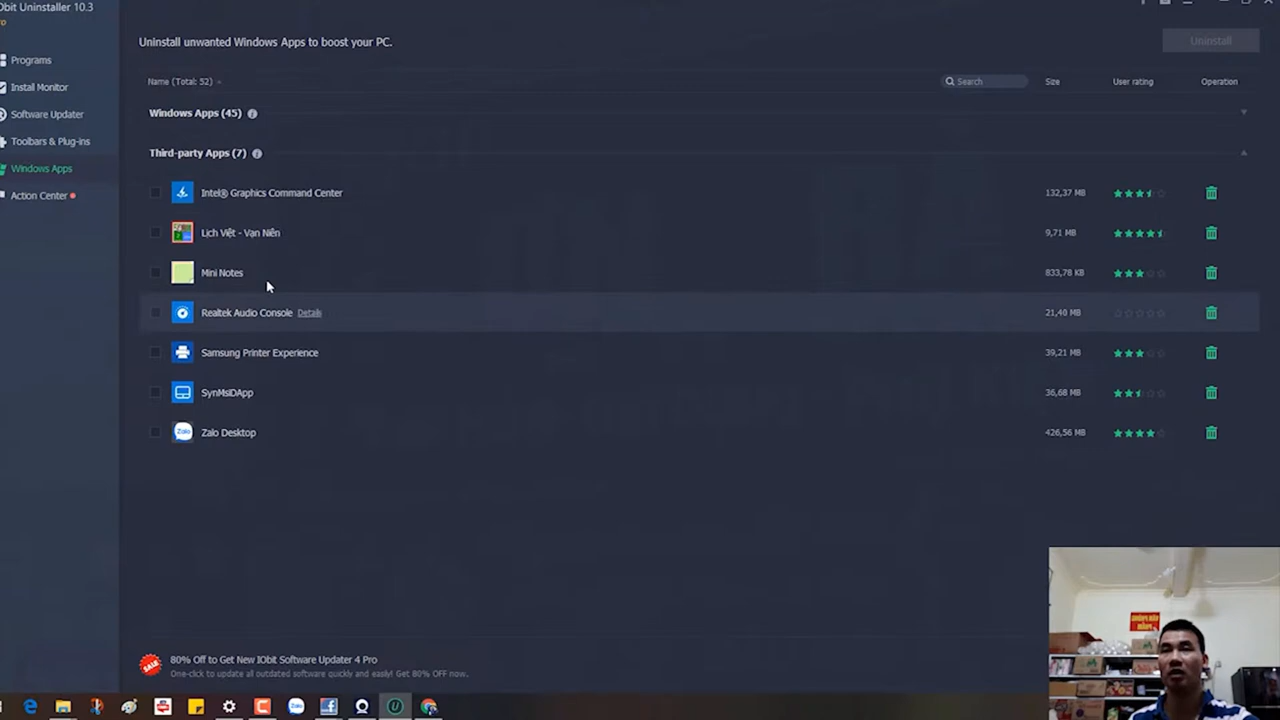 Obit Uninstaller 10.3
Programs
Install Monitor
Software Updater
Toolbars & Plug-ins
Windows Apps
Action Center
Uninstall unwanted Windows Apps to boost your PC.
Uninstall
Name (Total: 52)
Search
Size
User rating
Operation
Windows Apps (45)
Third-party Apps (7)
Intel® Graphics Command Center
132,37 MB
Lịch Việt - Vạn Niên
9,71 MB
Mini Notes
833,78 KB
Realtek Audio Console Details
21,40 MB
Samsung Printer Experience
39,21 MB
SynMsiDApp
36,68 MB
Zalo Zalo Desktop
426,56 MB
SALE
80% Off to Get New IObit Software Updater 4 Pro
One-click to update all outdated software quickly and easily! Get 80% OFF now.
Zalo